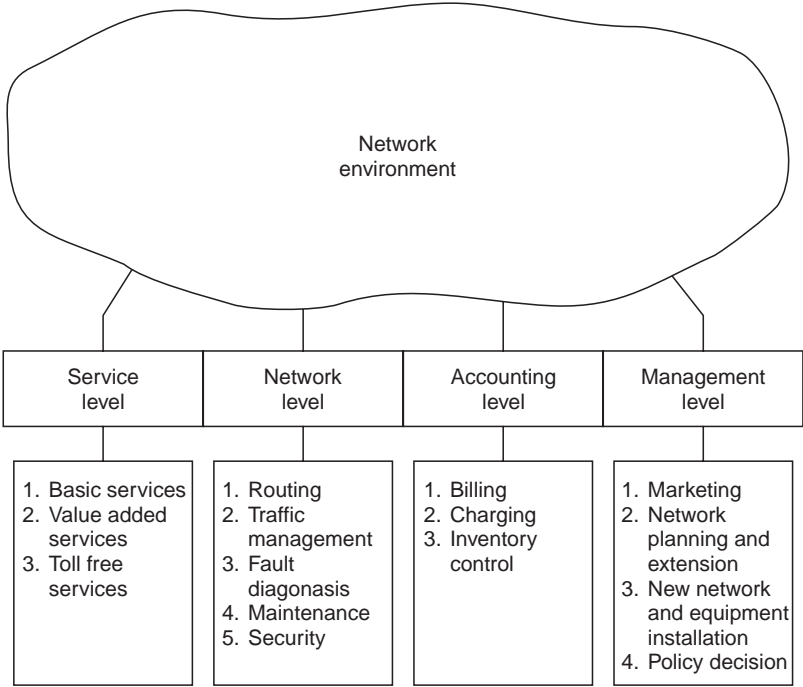 Network
environment
Service
level
Network
level
Accounting
level
Management
level
1. Basic services
2. Value added
services
3. Toll free
services
1. Routing
2. Traffic
management
3. Fault
diagonasis
4. Maintenance
5. Security
1. Billing
2. Charging
3. Inventory
control
1. Marketing
2. Network
planning and
extension
3. New network
and equipment
installation
4. Policy decision